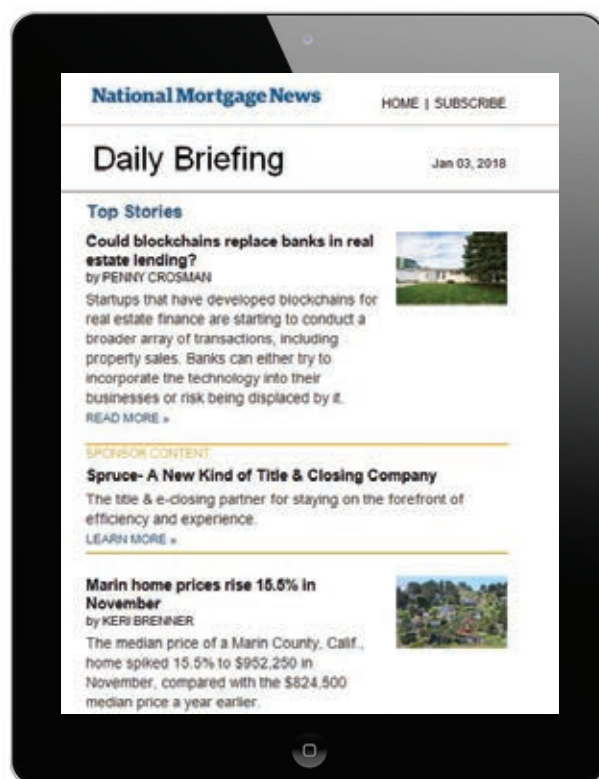 National Mortgage News
HOME | SUBSCRIBE
Daily Briefing
Jan 03, 2018
Top Stories
Could blockchains replace banks in real
estate lending?
by PENNY CROSMAN
Startups that have developed blockchains for
real estate finance are starting to conduct a
broader array of transactions, including
property sales. Banks can either try to
incorporate the technology into their
businesses or risk being displaced by it.
READ MORE »
SPONSOR CONTENT
Spruce- A New Kind of Title & Closing Company
The title & e-closing partner for staying on the forefront of
efficiency and experience.
LEARN MORE »
Marin home prices rise 15.5% in
November
by KERI BRENNER
The median price of a Marin County, Calif.,
home spiked 15.5% to $952,250 in
November, compared with the $824,500
median price a year earlier.